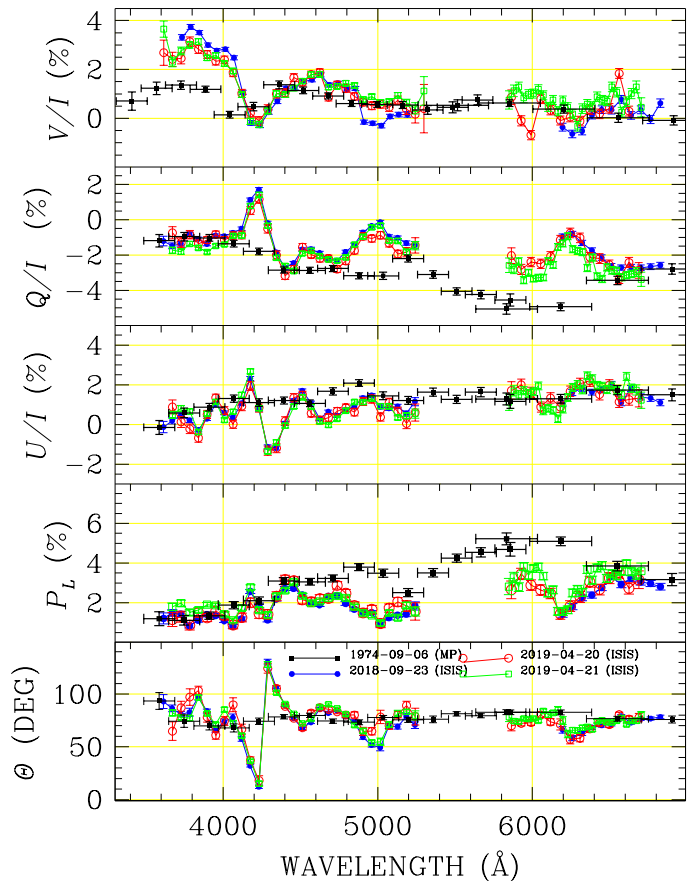 V/I (%)
4
2
0
Q/I (%)
2
0
−2
−4
U/I (%)
4
2
0
−2
P_L (%)
6
4
2
1974−09−06 (MP)
2018−09−23 (ISIS)
2019−04−20 (ISIS)
2019−04−21 (ISIS)
Θ (DEG)
100
50
0
4000 5000 6000
WAVELENGTH (Å)